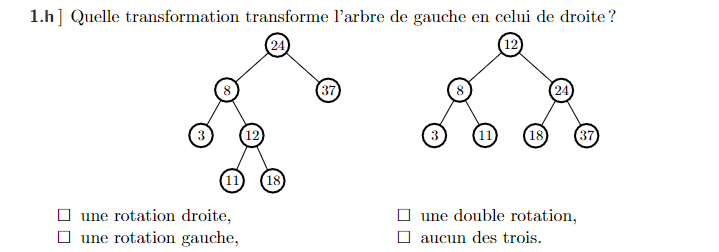 1.h] Quelle transformation transforme l'arbre de gauche en celui de droite ?
24 12
8 37 8 24
3 12 3 11 18 37
11 18
☐ une rotation droite, ☐ une double rotation,
☐ une rotation gauche, ☐ aucun des trois.